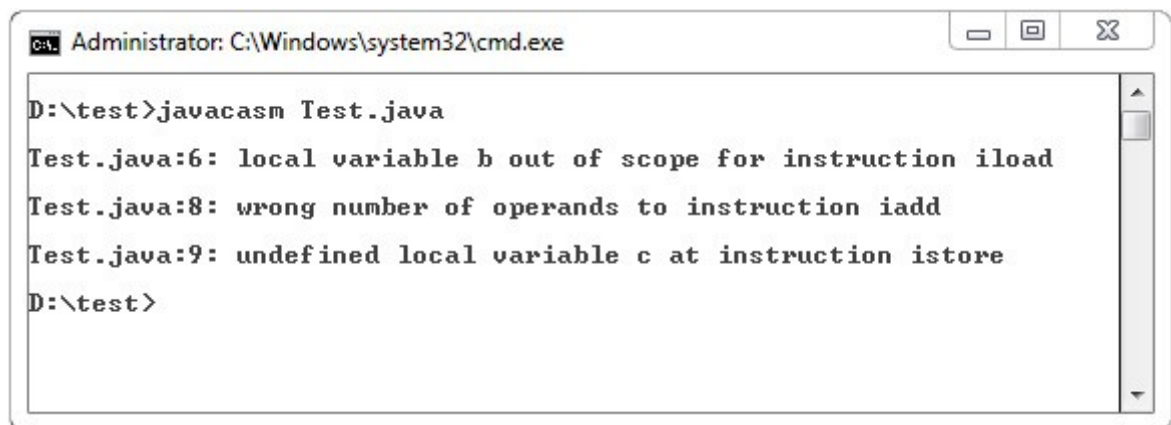 C:\. Administrator: C:\Windows\system32\cmd.exe
D:\test>javacasm Test.java
Test.java:6: local variable b out of scope for instruction iload
Test.java:8: wrong number of operands to instruction iadd
Test.java:9: undefined local variable c at instruction istore
D:\test>